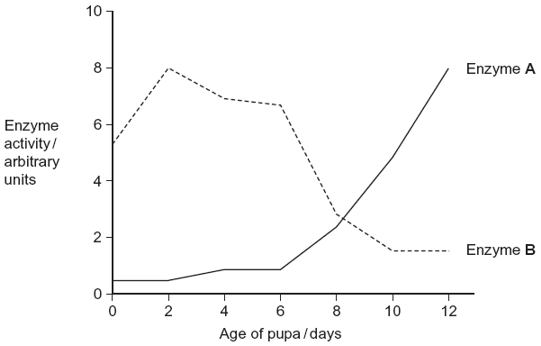 10
8
6
4
2
0
Enzyme
activity/
arbitrary
units
Enzyme A
Enzyme B
0 2 4 6 8 10 12
Age of pupa/days